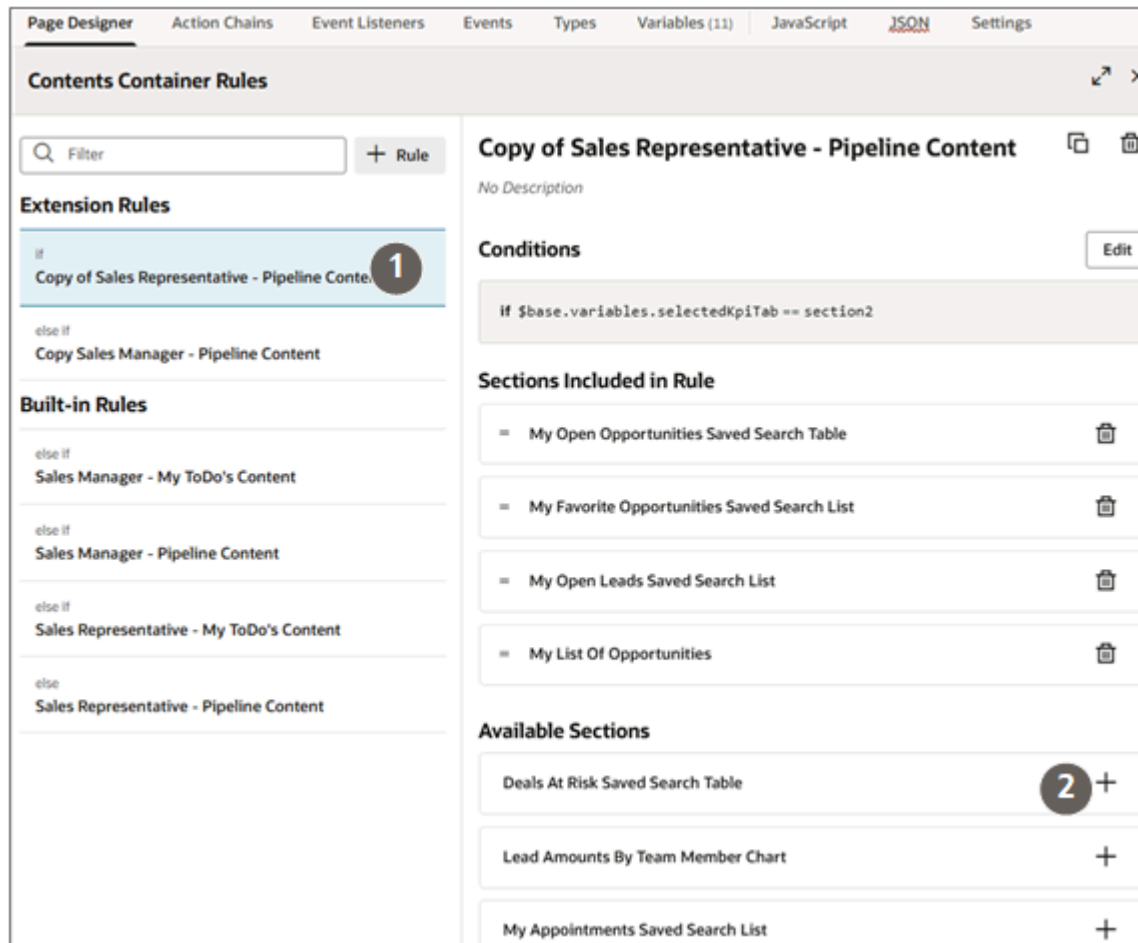 Page Designer Action Chains Event Listeners Events Types Variables (11) JavaScript JSON Settings
Contents Container Rules
Filter
+ Rule
Extension Rules
if
Copy of Sales Representative - Pipeline Conte
1
else if
Copy Sales Manager - Pipeline Content
Built-in Rules
else if
Sales Manager - My ToDo's Content
else if
Sales Manager - Pipeline Content
else if
Sales Representative - My ToDo's Content
else
Sales Representative - Pipeline Content
Copy of Sales Representative - Pipeline Content
No Description
Conditions
Edit
if $base.variables.selectedKpiTab == section2
Sections Included in Rule
= My Open Opportunities Saved Search Table
= My Favorite Opportunities Saved Search List
= My Open Leads Saved Search List
= My List Of Opportunities
Available Sections
Deals At Risk Saved Search Table
2 +
Lead Amounts By Team Member Chart
+
My Appointments Saved Search List
+